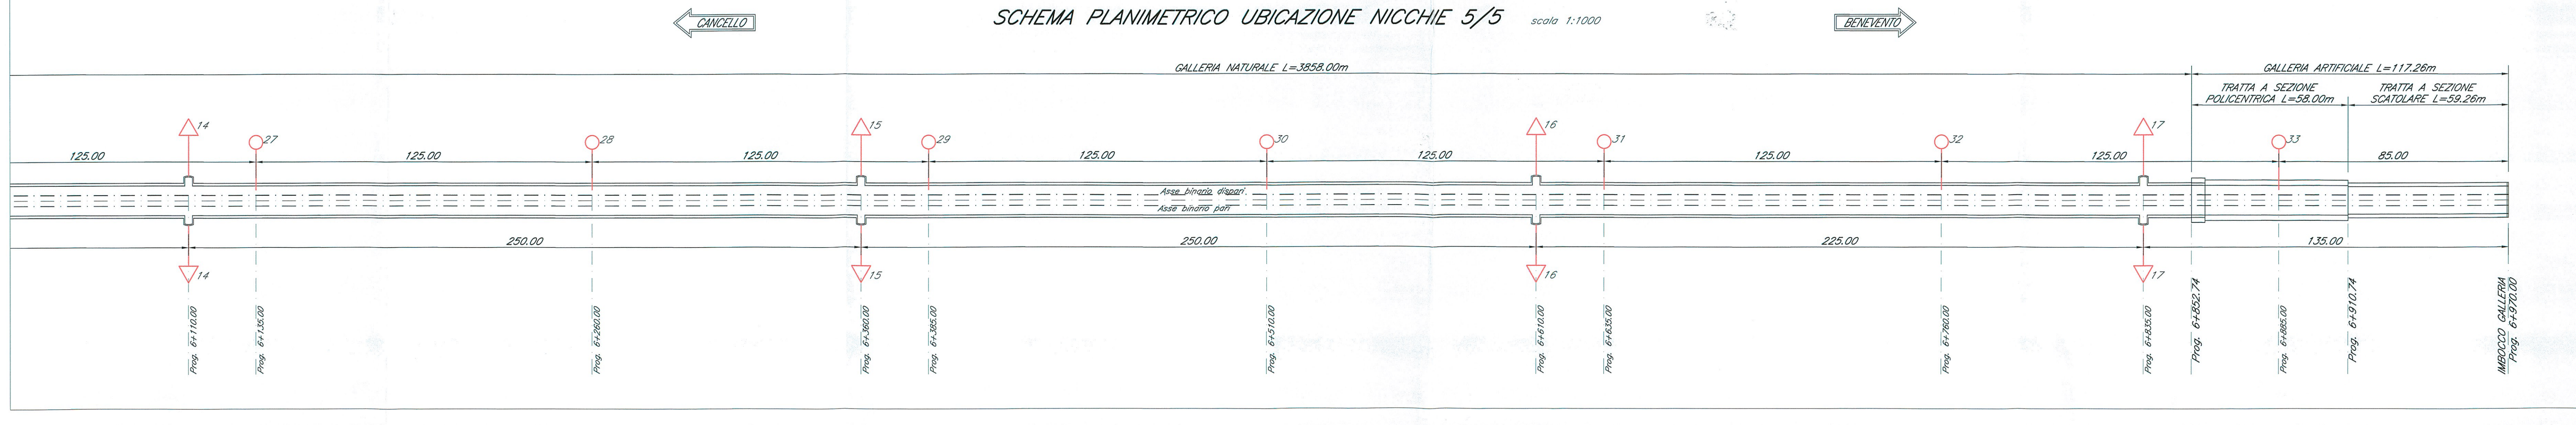 CANCELLO
SCHEMA PLANIMETRICO UBICAZIONE NICCHIE 5/5 scala 1:1000
BENEVENTO
GALLERIA NATURALE L=3858.00m
GALLERIA ARTIFICIALE L=117.26m
TRATTA A SEZIONE
POLICENTRICA L=58.00m
TRATTA A SEZIONE
SCATOLARE L=59.26m
14
27
28
15
29
30
16
31
32
17
33
125.00
125.00
125.00
125.00
125.00
125.00
125.00
85.00
Asse binario dispari
Asse binario pari
250.00
250.00
225.00
135.00
14
15
16
17
Prog. 6+110.00
Prog. 6+135.00
Prog. 6+260.00
Prog. 6+360.00
Prog. 6+385.00
Prog. 6+510.00
Prog. 6+610.00
Prog. 6+635.00
Prog. 6+760.00
Prog. 6+835.00
Prog. 6+852.74
Prog. 6+885.00
Prog. 6+910.74
IMBOCCO GALLERIA
Prog. 6+970.00